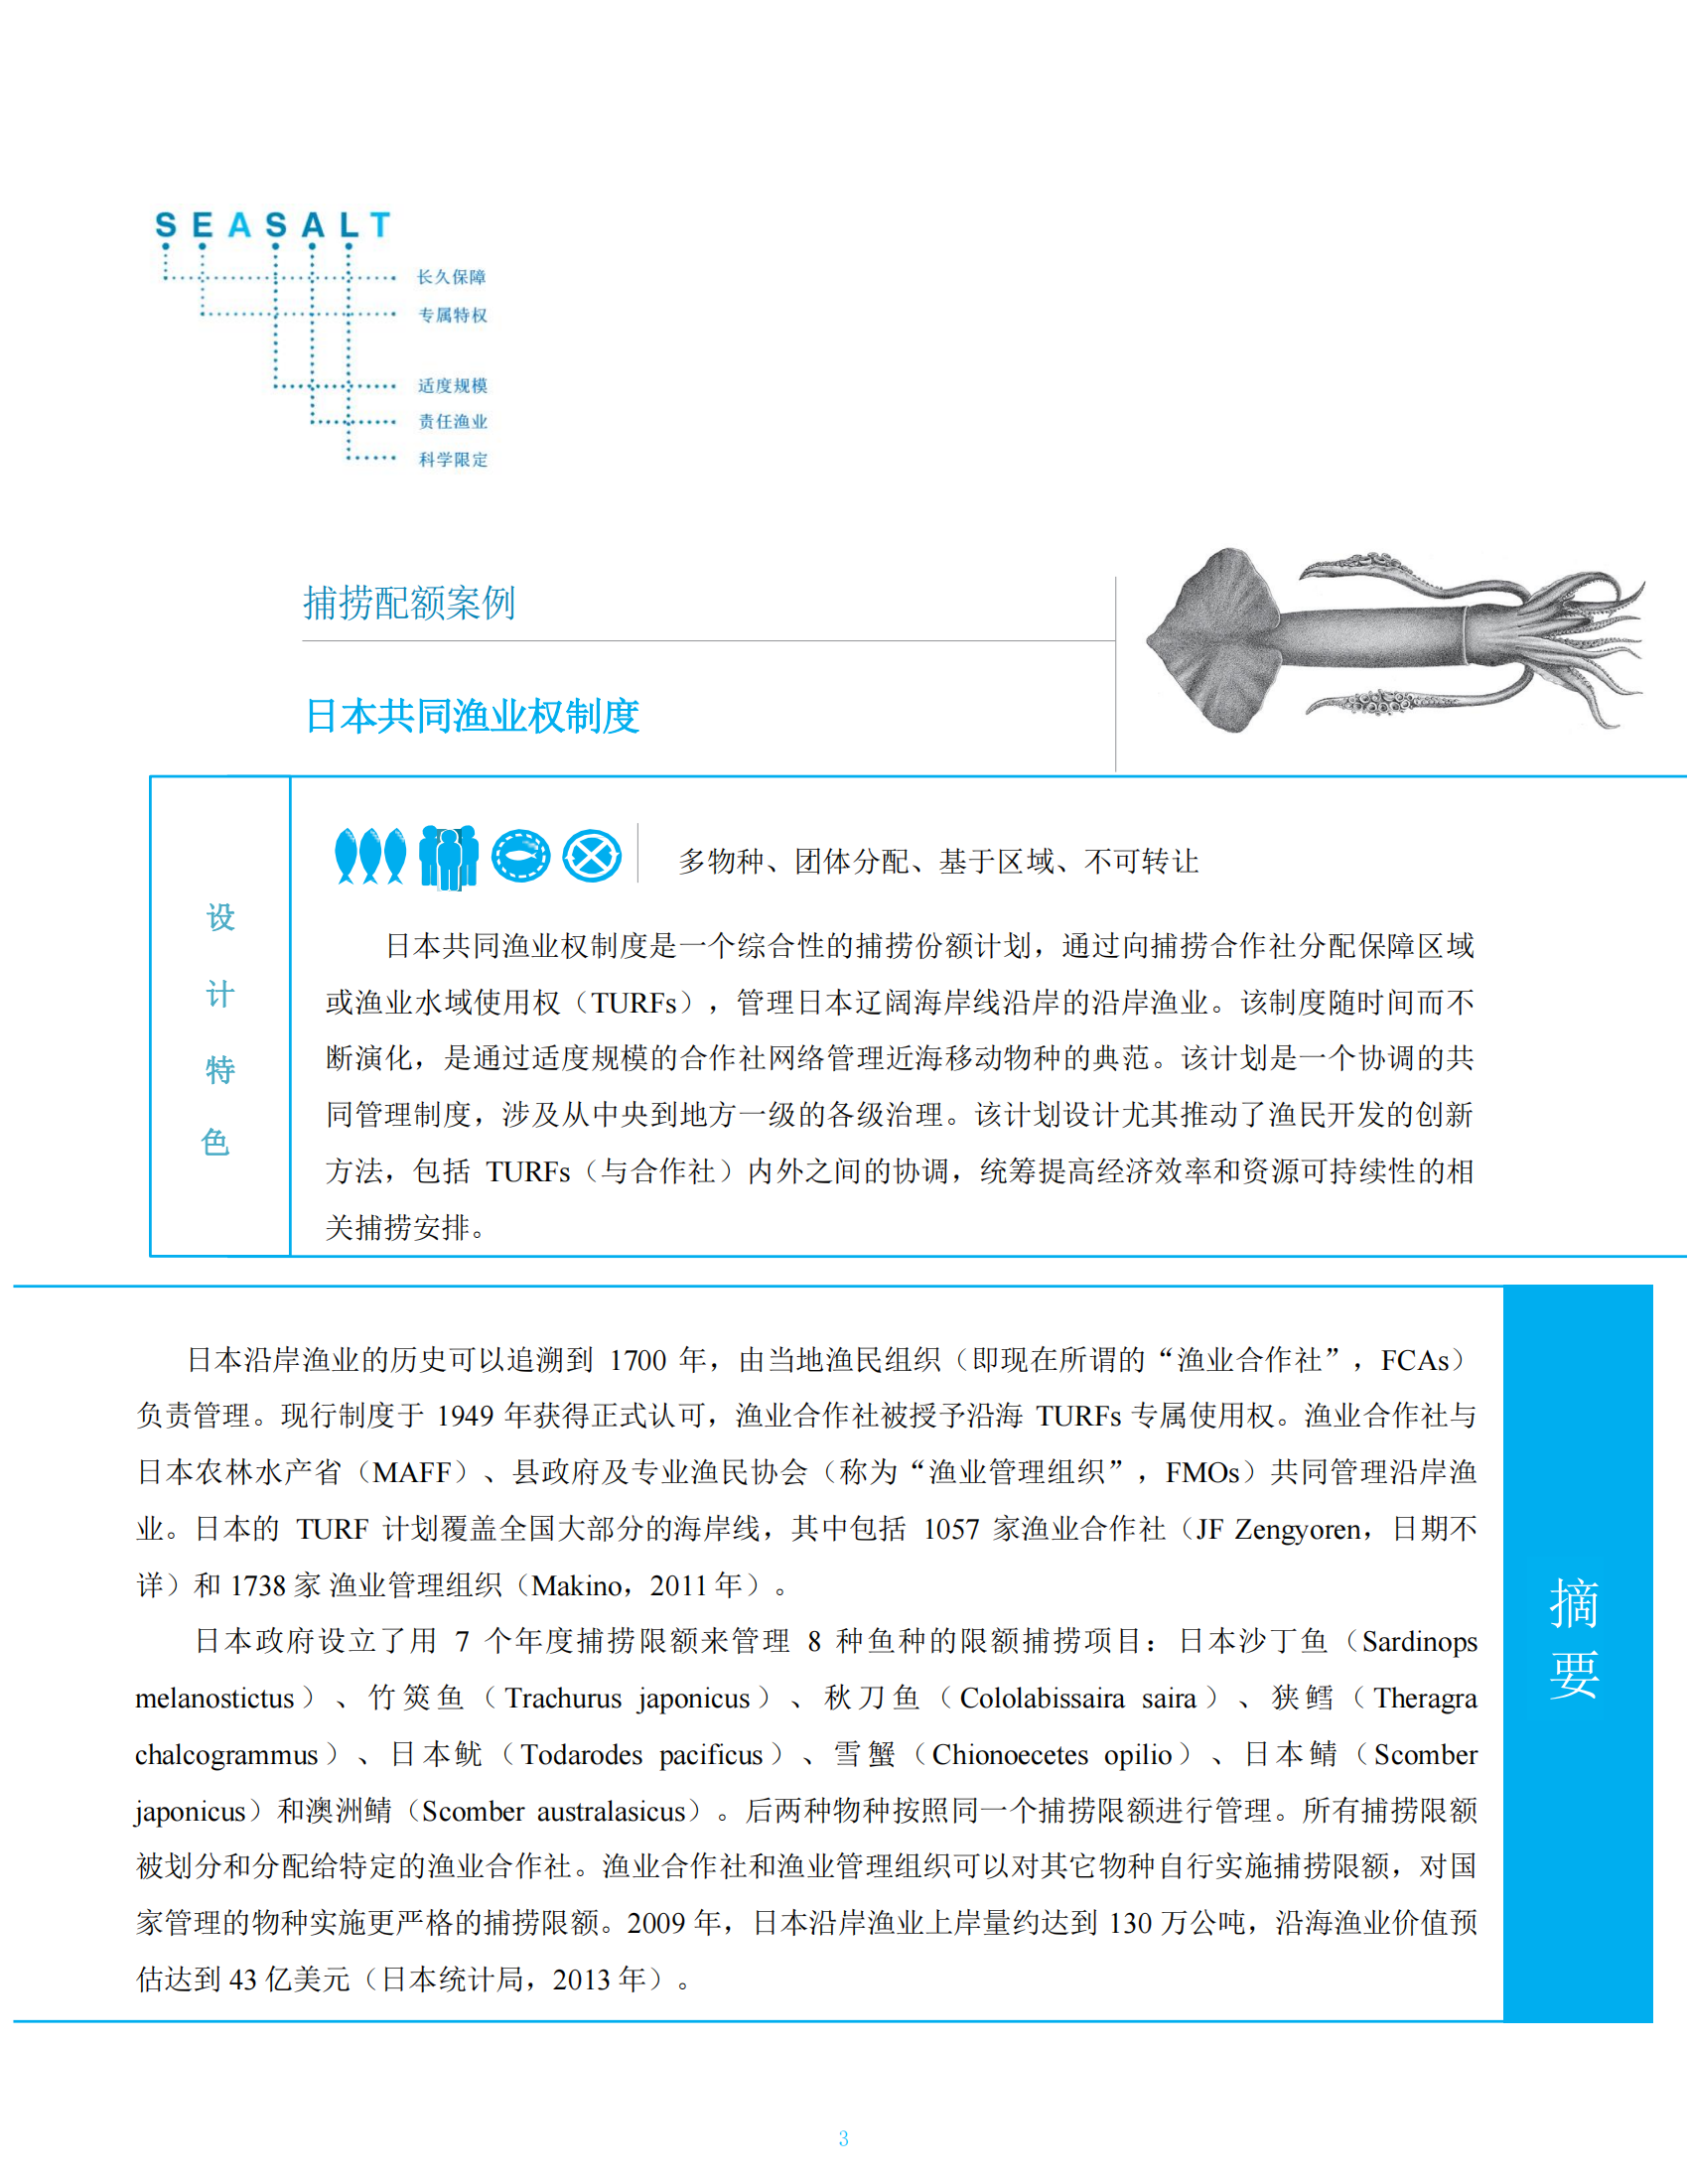 SEASALT
长久保障
专属特权
适度规模
责任渔业
科学限定
捕捞配额案例
日本共同渔业权制度
设
计
特
色
多物种、团体分配、基于区域、不可转让
日本共同渔业权制度是一个综合性的捕捞份额计划，通过向捕捞合作社分配保障区域
或渔业水域使用权（TURFs），管理日本辽阔海岸线沿岸的沿岸渔业。该制度随时间而不
断演化，是通过适度规模的合作社网络管理近海移动物种的典范。该计划是一个协调的共
同管理制度，涉及从中央到地方一级的各级治理。该计划设计尤其推动了渔民开发的创新
方法，包括 TURFs（与合作社）内外之间的协调，统筹提高经济效率和资源可持续性的相
关捕捞安排。
日本沿岸渔业的历史可以追溯到 1700 年，由当地渔民组织（即现在所谓的“渔业合作社”，FCAs）
负责管理。现行制度于 1949 年获得正式认可，渔业合作社被授予沿海 TURFs 专属使用权。渔业合作社与
日本农林水产省（MAFF）、县政府及专业渔民协会（称为“渔业管理组织”，FMOs）共同管理沿岸渔
业。日本的 TURF 计划覆盖全国大部分的海岸线，其中包括 1057 家渔业合作社（JF Zengyoren，日期不
详）和 1738 家 渔业管理组织（Makino，2011 年）。
日本政府设立了用 7 个年度捕捞限额来管理 8 种鱼种的限额捕捞项目：日本沙丁鱼（Sardinops
melanostictus）、竹筴鱼（Trachurus japonicus）、秋刀鱼（Cololabissaira saira）、狭鳕（Theragra
chalcogrammus）、日本鱿（Todarodes pacificus）、雪蟹（Chionoecetes opilio）、日本鲭（Scomber
japonicus）和澳洲鲭（Scomber australasicus）。后两种物种按照同一个捕捞限额进行管理。所有捕捞限额
被划分和分配给特定的渔业合作社。渔业合作社和渔业管理组织可以对其它物种自行实施捕捞限额，对国
家管理的物种实施更严格的捕捞限额。2009 年，日本沿岸渔业上岸量约达到 130 万公吨，沿海渔业价值预
估达到 43 亿美元（日本统计局，2013 年）。
摘
要
3